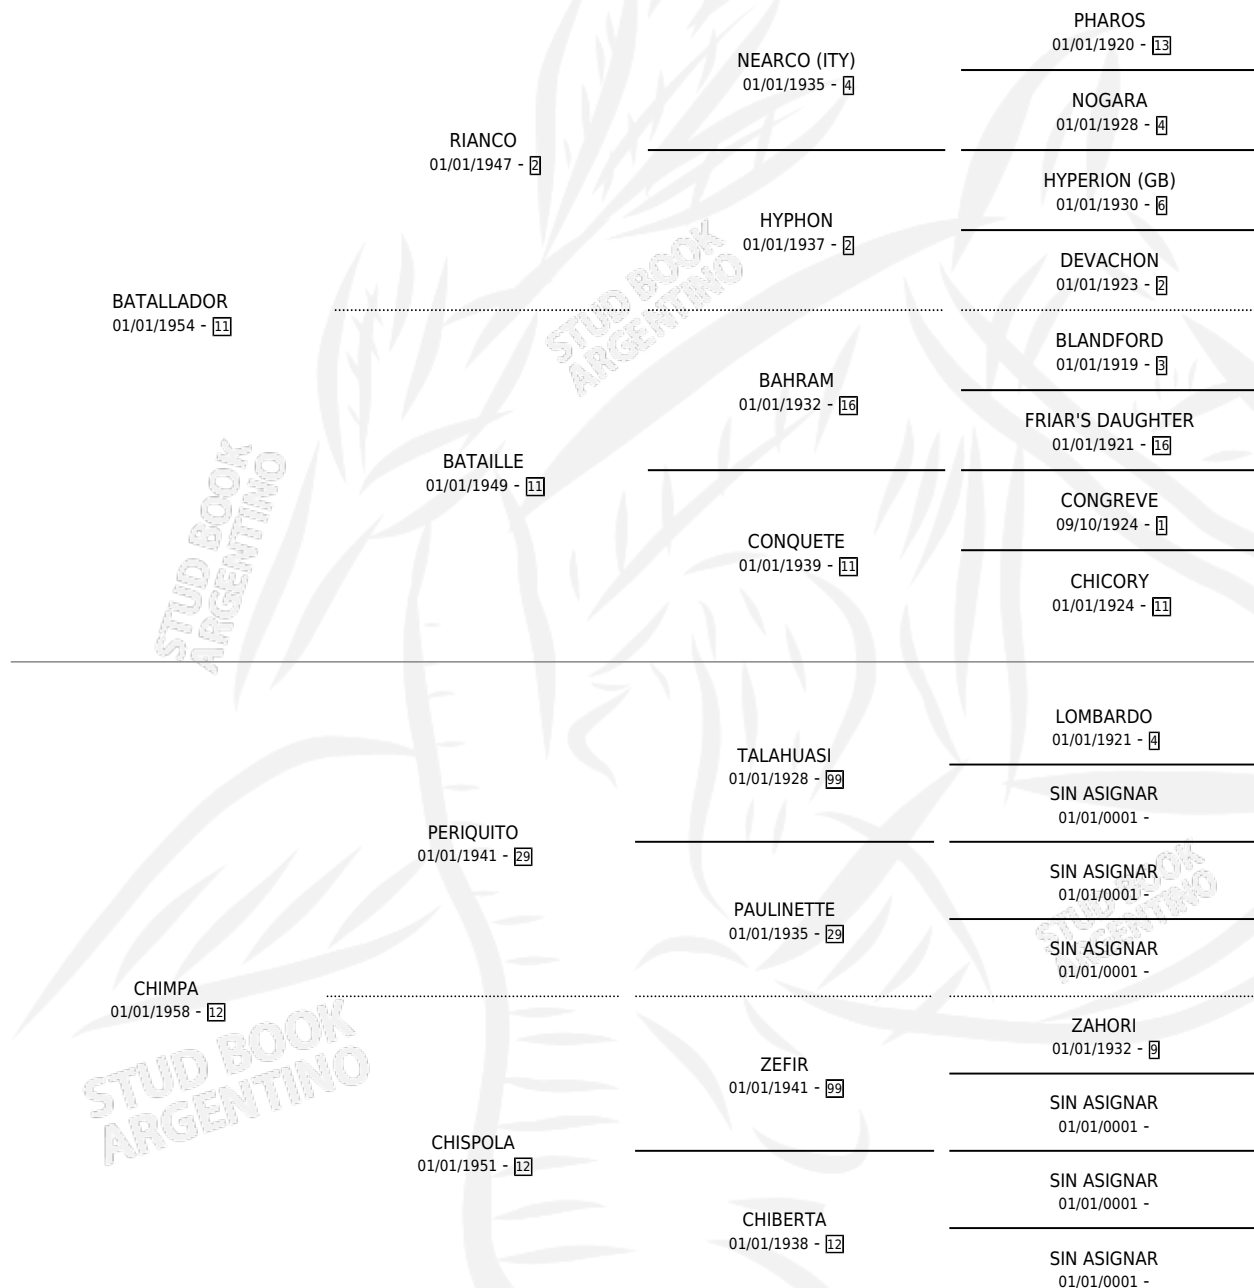 PHAROS
01/01/1920 - 13
NEARCO (ITY)
01/01/1935 - 4
NOGARA
01/01/1928 - 4
RIANCO
01/01/1947 - 2
HYPERION (GB)
01/01/1930 - 6
HYPHON
01/01/1937 - 2
DEVACHON
01/01/1923 - 2
BATALLADOR
01/01/1954 - 11
BLANDFORD
01/01/1919 - 3
BAHRAM
01/01/1932 - 16
FRIAR'S DAUGHTER
01/01/1921 - 16
BATAILLE
01/01/1949 - 11
CONGREVE
09/10/1924 - 1
CONQUETE
01/01/1939 - 11
CHICORY
01/01/1924 - 11
LOMBARDO
01/01/1921 - 4
TALAHUASI
01/01/1928 - 99
SIN ASIGNAR
01/01/0001 -
PERIQUITO
01/01/1941 - 29
SIN ASIGNAR
01/01/0001 -
PAULINETTE
01/01/1935 - 29
SIN ASIGNAR
01/01/0001 -
CHIMPA
01/01/1958 - 12
ZAHORI
01/01/1932 - 9
ZEFIR
01/01/1941 - 99
SIN ASIGNAR
01/01/0001 -
CHISPOLA
01/01/1951 - 12
SIN ASIGNAR
01/01/0001 -
CHIBERTA
01/01/1938 - 12
SIN ASIGNAR
01/01/0001 -
STUD BOOK
ARGENTINO
STUD BOOK
ARGENTINO
STUD BOOK
ARGENTINO
STUD BOOK
ARGENTINO